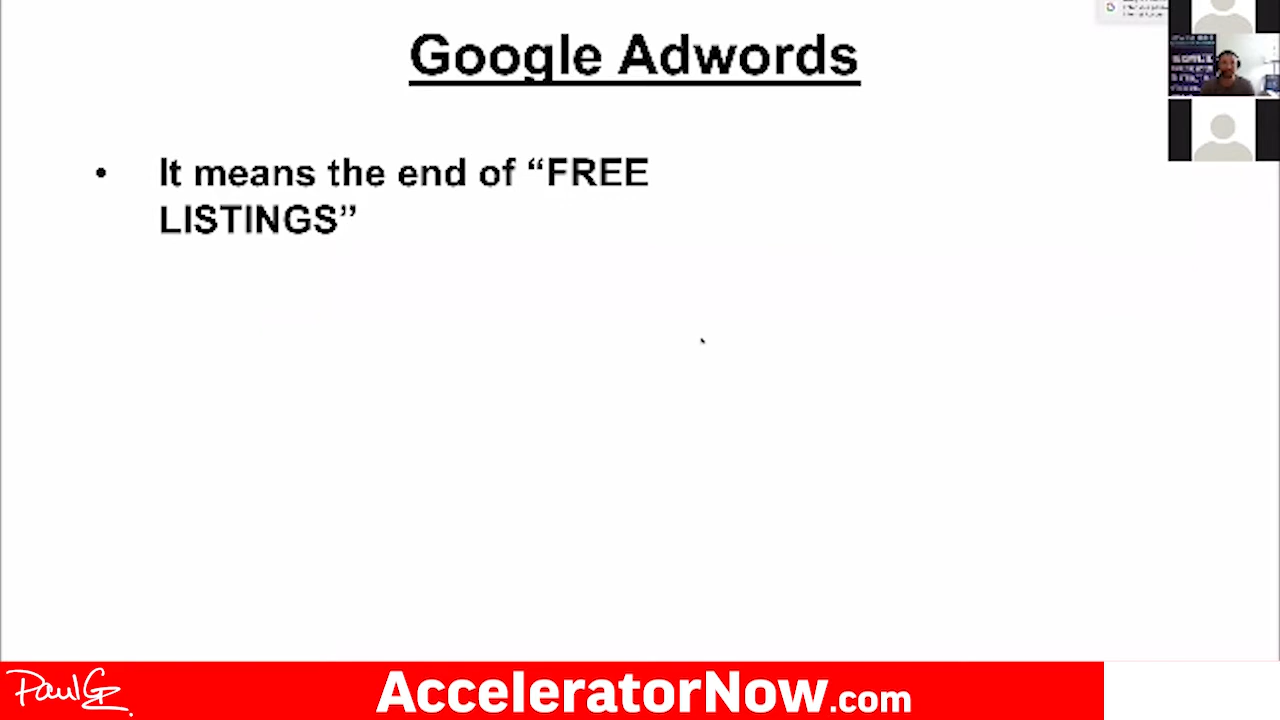 Google Adwords
• It means the end of “FREE
LISTINGS”
PaulG
AcceleratorNow.com